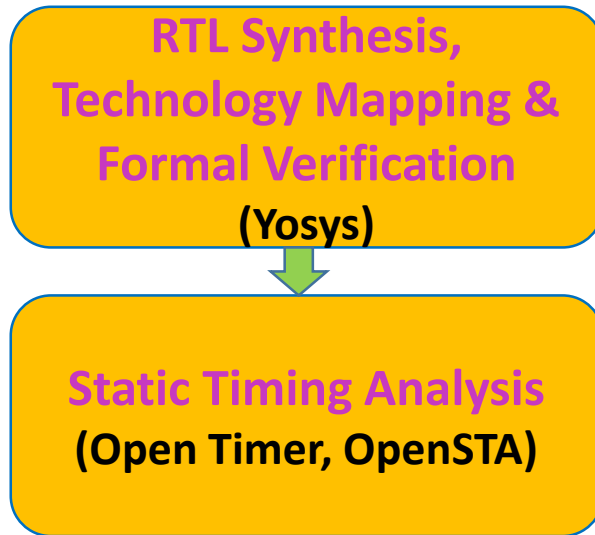 RTL Synthesis,
Technology Mapping &
Formal Verification
(Yosys)
Static Timing Analysis
(Open Timer, OpenSTA)